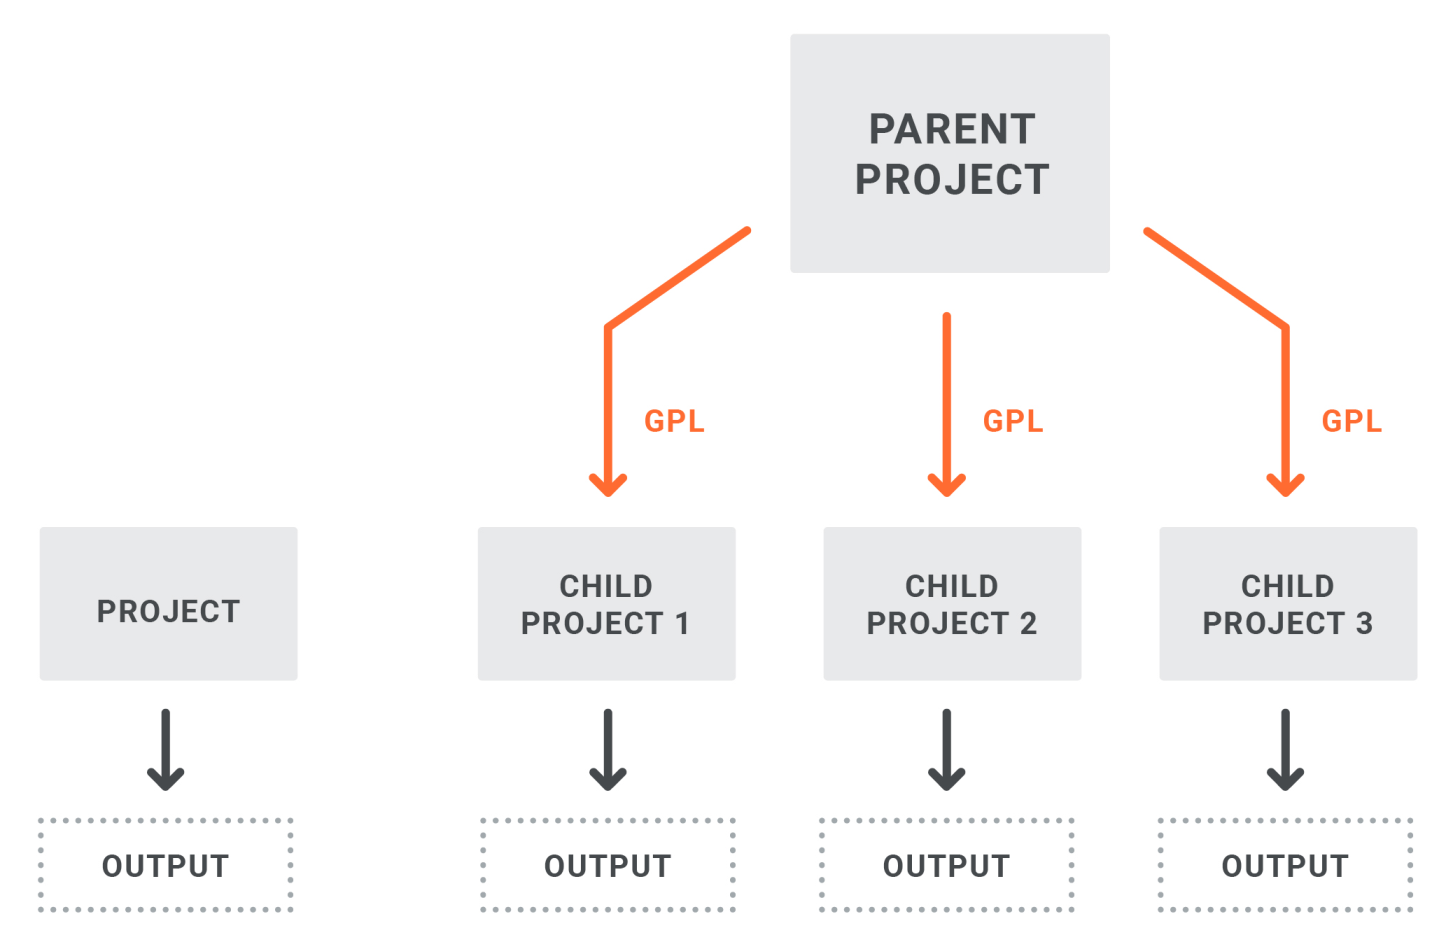 PARENT
PROJECT
GPL
GPL
GPL
PROJECT
CHILD
PROJECT 1
CHILD
PROJECT 2
CHILD
PROJECT 3
OUTPUT
OUTPUT
OUTPUT
OUTPUT